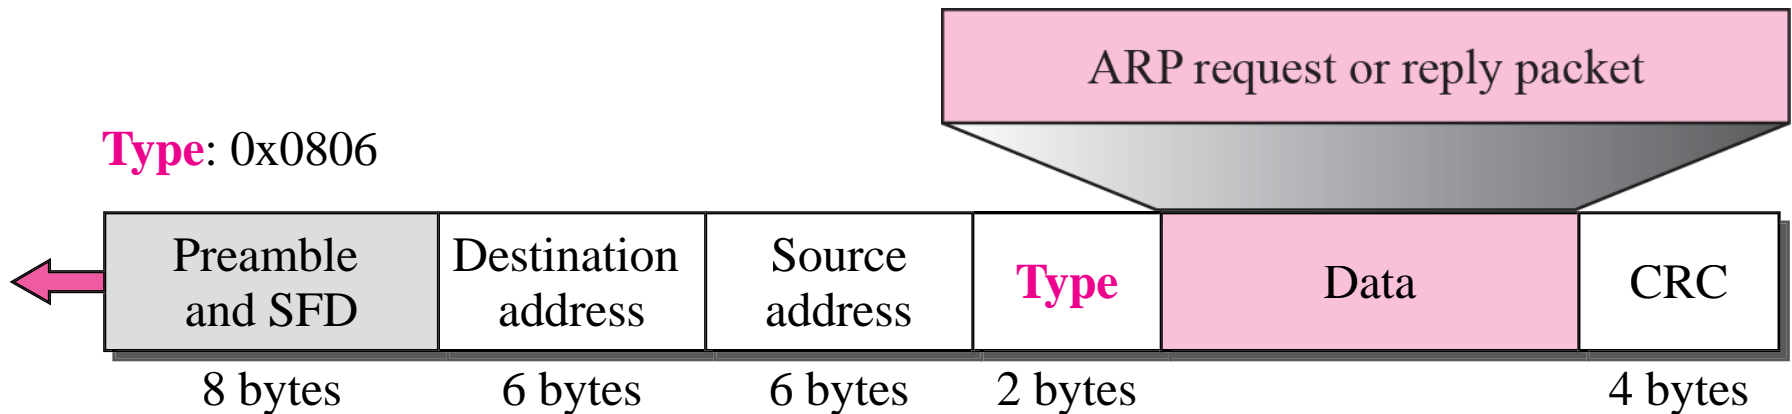 ARP request or reply packet
Type: 0x0806
Preamble
and SFD
Destination
address
Source
address
Type
Data
CRC
8 bytes
6 bytes
6 bytes
2 bytes
4 bytes